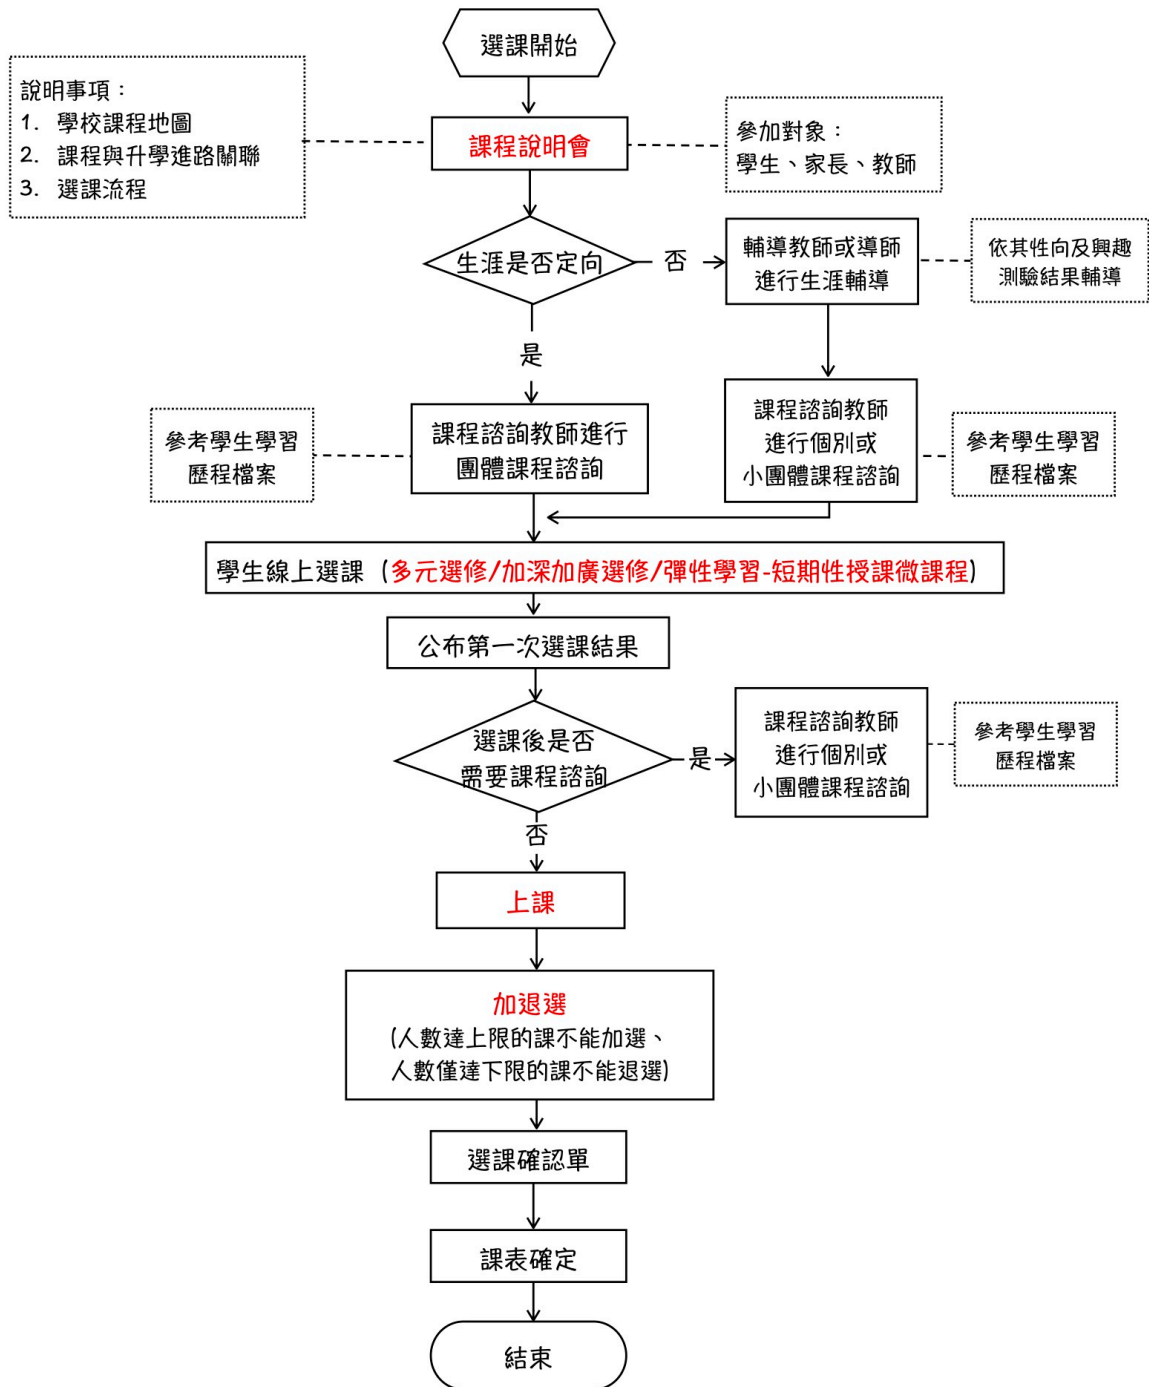 選課開始
說明事項：
1. 學校課程地圖
2. 課程與升學進路關聯
3. 選課流程
課程說明會
參加對象：
學生、家長、教師
生涯是否定向
否
輔導教師或導師
進行生涯輔導
依其性向及興趣
測驗結果輔導
是
參考學生學習
歷程檔案
課程諮詢教師進行
團體課程諮詢
課程諮詢教師
進行個別或
小團體課程諮詢
參考學生學習
歷程檔案
學生線上選課 (多元選修/加深加廣選修/彈性學習-短期性授課微課程)
公布第一次選課結果
選課後是否
需要課程諮詢
是
課程諮詢教師
進行個別或
小團體課程諮詢
參考學生學習
歷程檔案
否
上課
加退選
(人數達上限的課不能加選、
人數僅達下限的課不能退選)
選課確認單
課表確定
結束